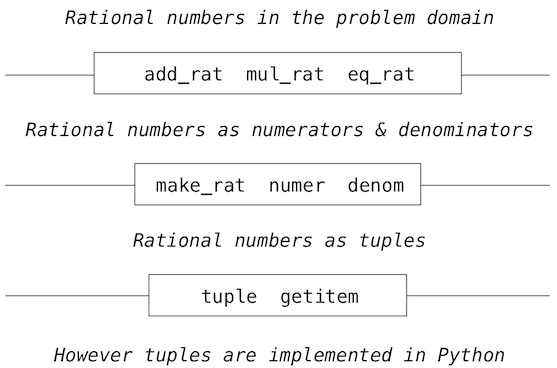 Rational numbers in the problem domain
add_rat mul_rat eq_rat
Rational numbers as numerators & denominators
make_rat numer denom
Rational numbers as tuples
tuple getitem
However tuples are implemented in Python